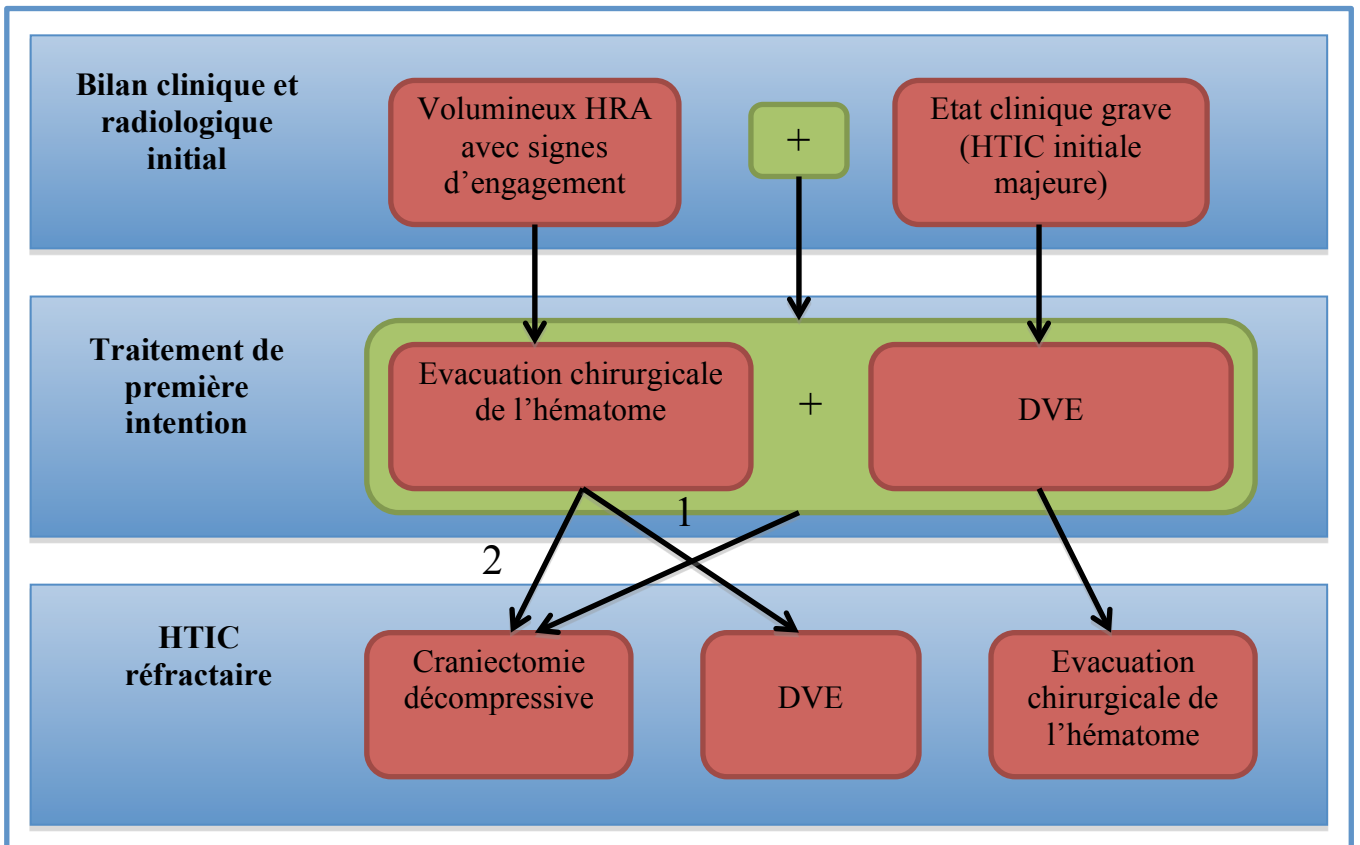 Bilan clinique et
radiologique
initial
Volumineux HRA
avec signes
d’engagement
+
Etat clinique grave
(HTIC initiale
majeure)
Traitement de
première
intention
Evacuation chirurgicale
de l’hématome
+
DVE
1
2
HTIC
réfractaire
Craniectomie
décompressive
DVE
Evacuation
chirurgicale de
l’hématome